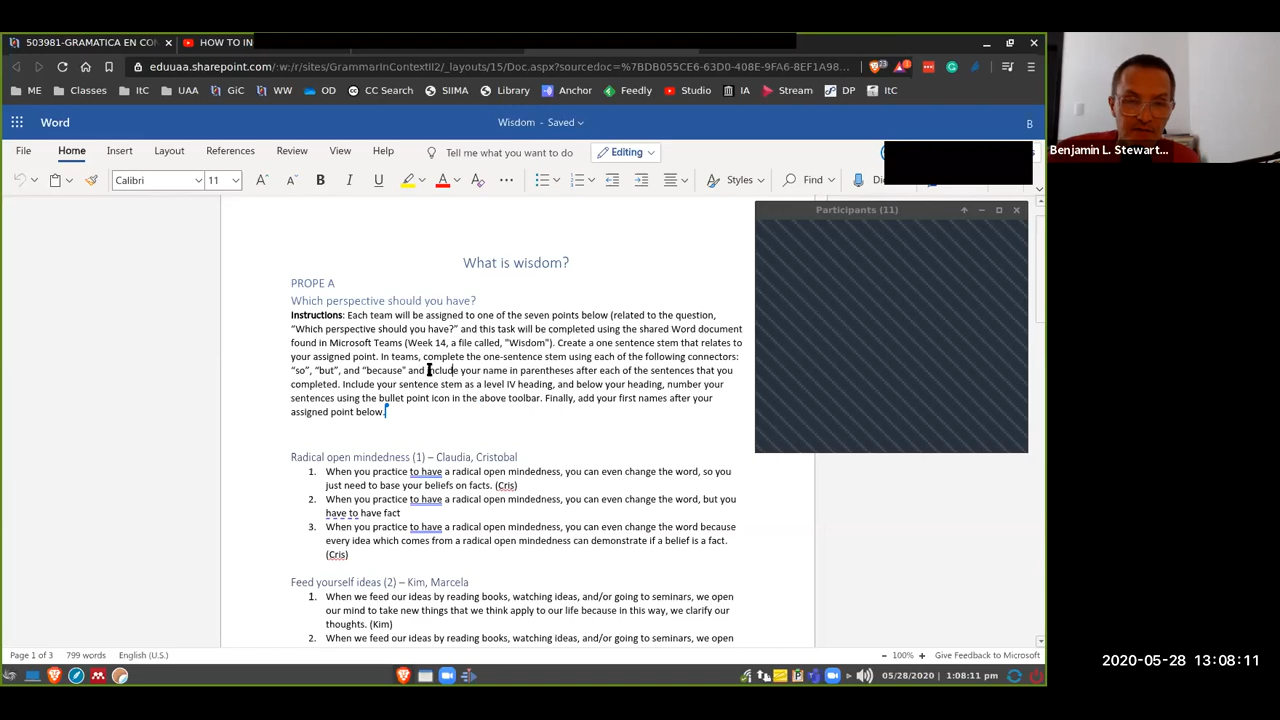 503981-GRAMATICA EN CON
HOW TO IN
eduuaa.sharepoint.com/:w:/r/sites/GrammarInContextII2/_layouts/15/Doc.aspx?sourcedoc=%7BDB055CE6-63D0-408E-9FA6-8EF1A98...
23
1
ME Classes ItC UAA GiC WW OD CC Search SIIMA Library Anchor Feedly Studio IA Stream DP ItC
Word
Wisdom - Saved
B
File Home Insert Layout References Review View Help Tell me what you want to do Editing
Calibri 11 B I U A Styles Find
Participants (11)
What is wisdom?
PROPE A
Which perspective should you have?
Instructions: Each team will be assigned to one of the seven points below (related to the question,
“Which perspective should you have?” and this task will be completed using the shared Word document
found in Microsoft Teams (Week 14, a file called, "Wisdom"). Create a one sentence stem that relates to
your assigned point. In teams, complete the one-sentence stem using each of the following connectors:
“so”, “but”, and “because” and include your name in parentheses after each of the sentences that you
completed. Include your sentence stem as a level IV heading, and below your heading, number your
sentences using the bullet point icon in the above toolbar. Finally, add your first names after your
assigned point below.
Radical open mindedness (1) – Claudia, Cristobal
1. When you practice to have a radical open mindedness, you can even change the word, so you
just need to base your beliefs on facts. (Cris)
2. When you practice to have a radical open mindedness, you can even change the word, but you
have to have fact
3. When you practice to have a radical open mindedness, you can even change the word because
every idea which comes from a radical open mindedness can demonstrate if a belief is a fact.
(Cris)
Feed yourself ideas (2) – Kim, Marcela
1. When we feed our ideas by reading books, watching ideas, and/or going to seminars, we open
our mind to take new things that we think apply to our life because in this way, we clarify our
thoughts. (Kim)
2. When we feed our ideas by reading books, watching ideas, and/or going to seminars, we open
Page 1 of 3 799 words English (U.S.)
100% Give Feedback to Microsoft
05/28/2020 1:08:11 pm
Benjamin L. Stewart...
2020-05-28 13:08:11